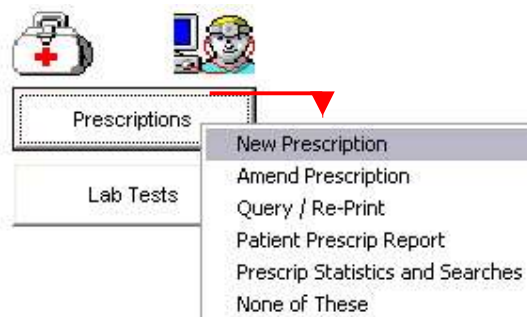 Prescriptions
New Prescription
Amend Prescription
Lab Tests
Query / Re-Print
Patient Prescrip Report
Prescrip Statistics and Searches
None of These